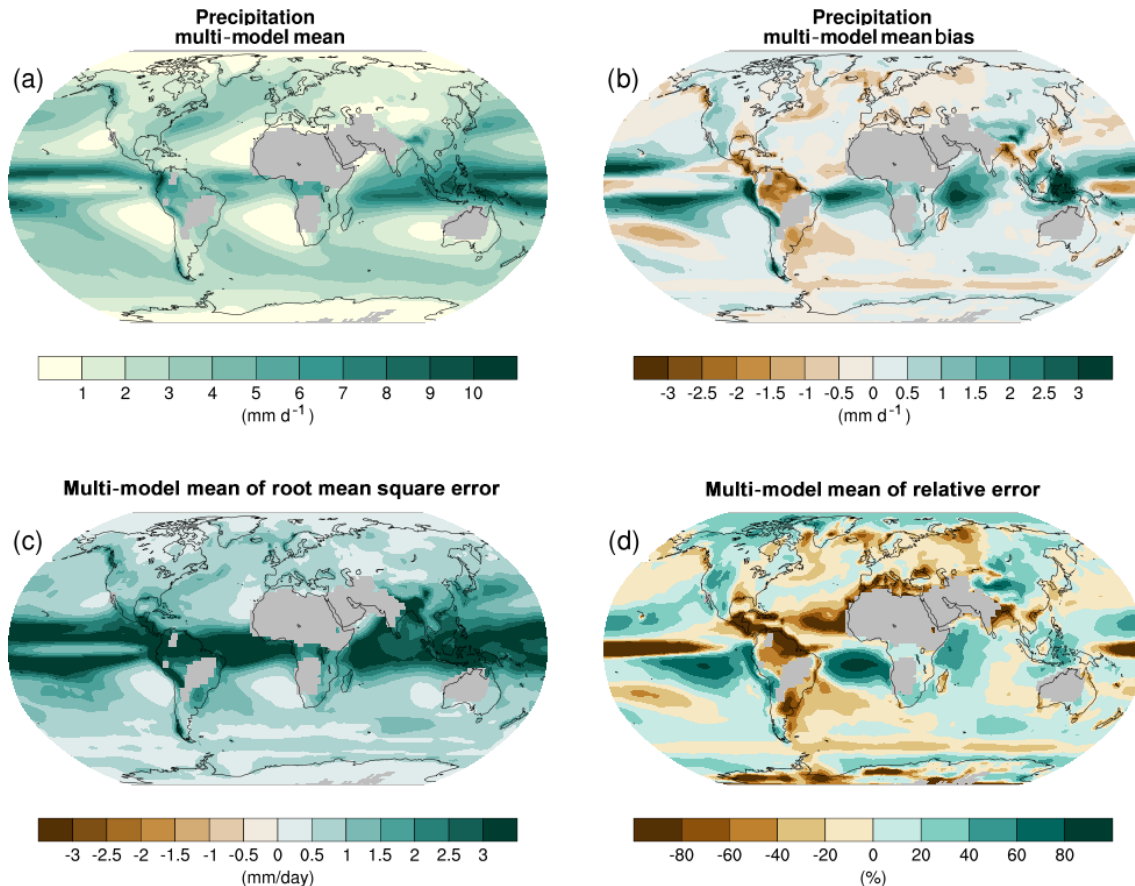 Precipitation
multi-model mean
(a)
1 2 3 4 5 6 7 8 9 10
(mm d⁻¹)
Precipitation
multi-model mean bias
(b)
-3 -2.5 -2 -1.5 -1 -0.5 0 0.5 1 1.5 2 2.5 3
(mm d⁻¹)
Multi-model mean of root mean square error
(c)
-3 -2.5 -2 -1.5 -1 -0.5 0 0.5 1 1.5 2 2.5 3
(mm/day)
Multi-model mean of relative error
(d)
-80 -60 -40 -20 0 20 40 60 80
(%)